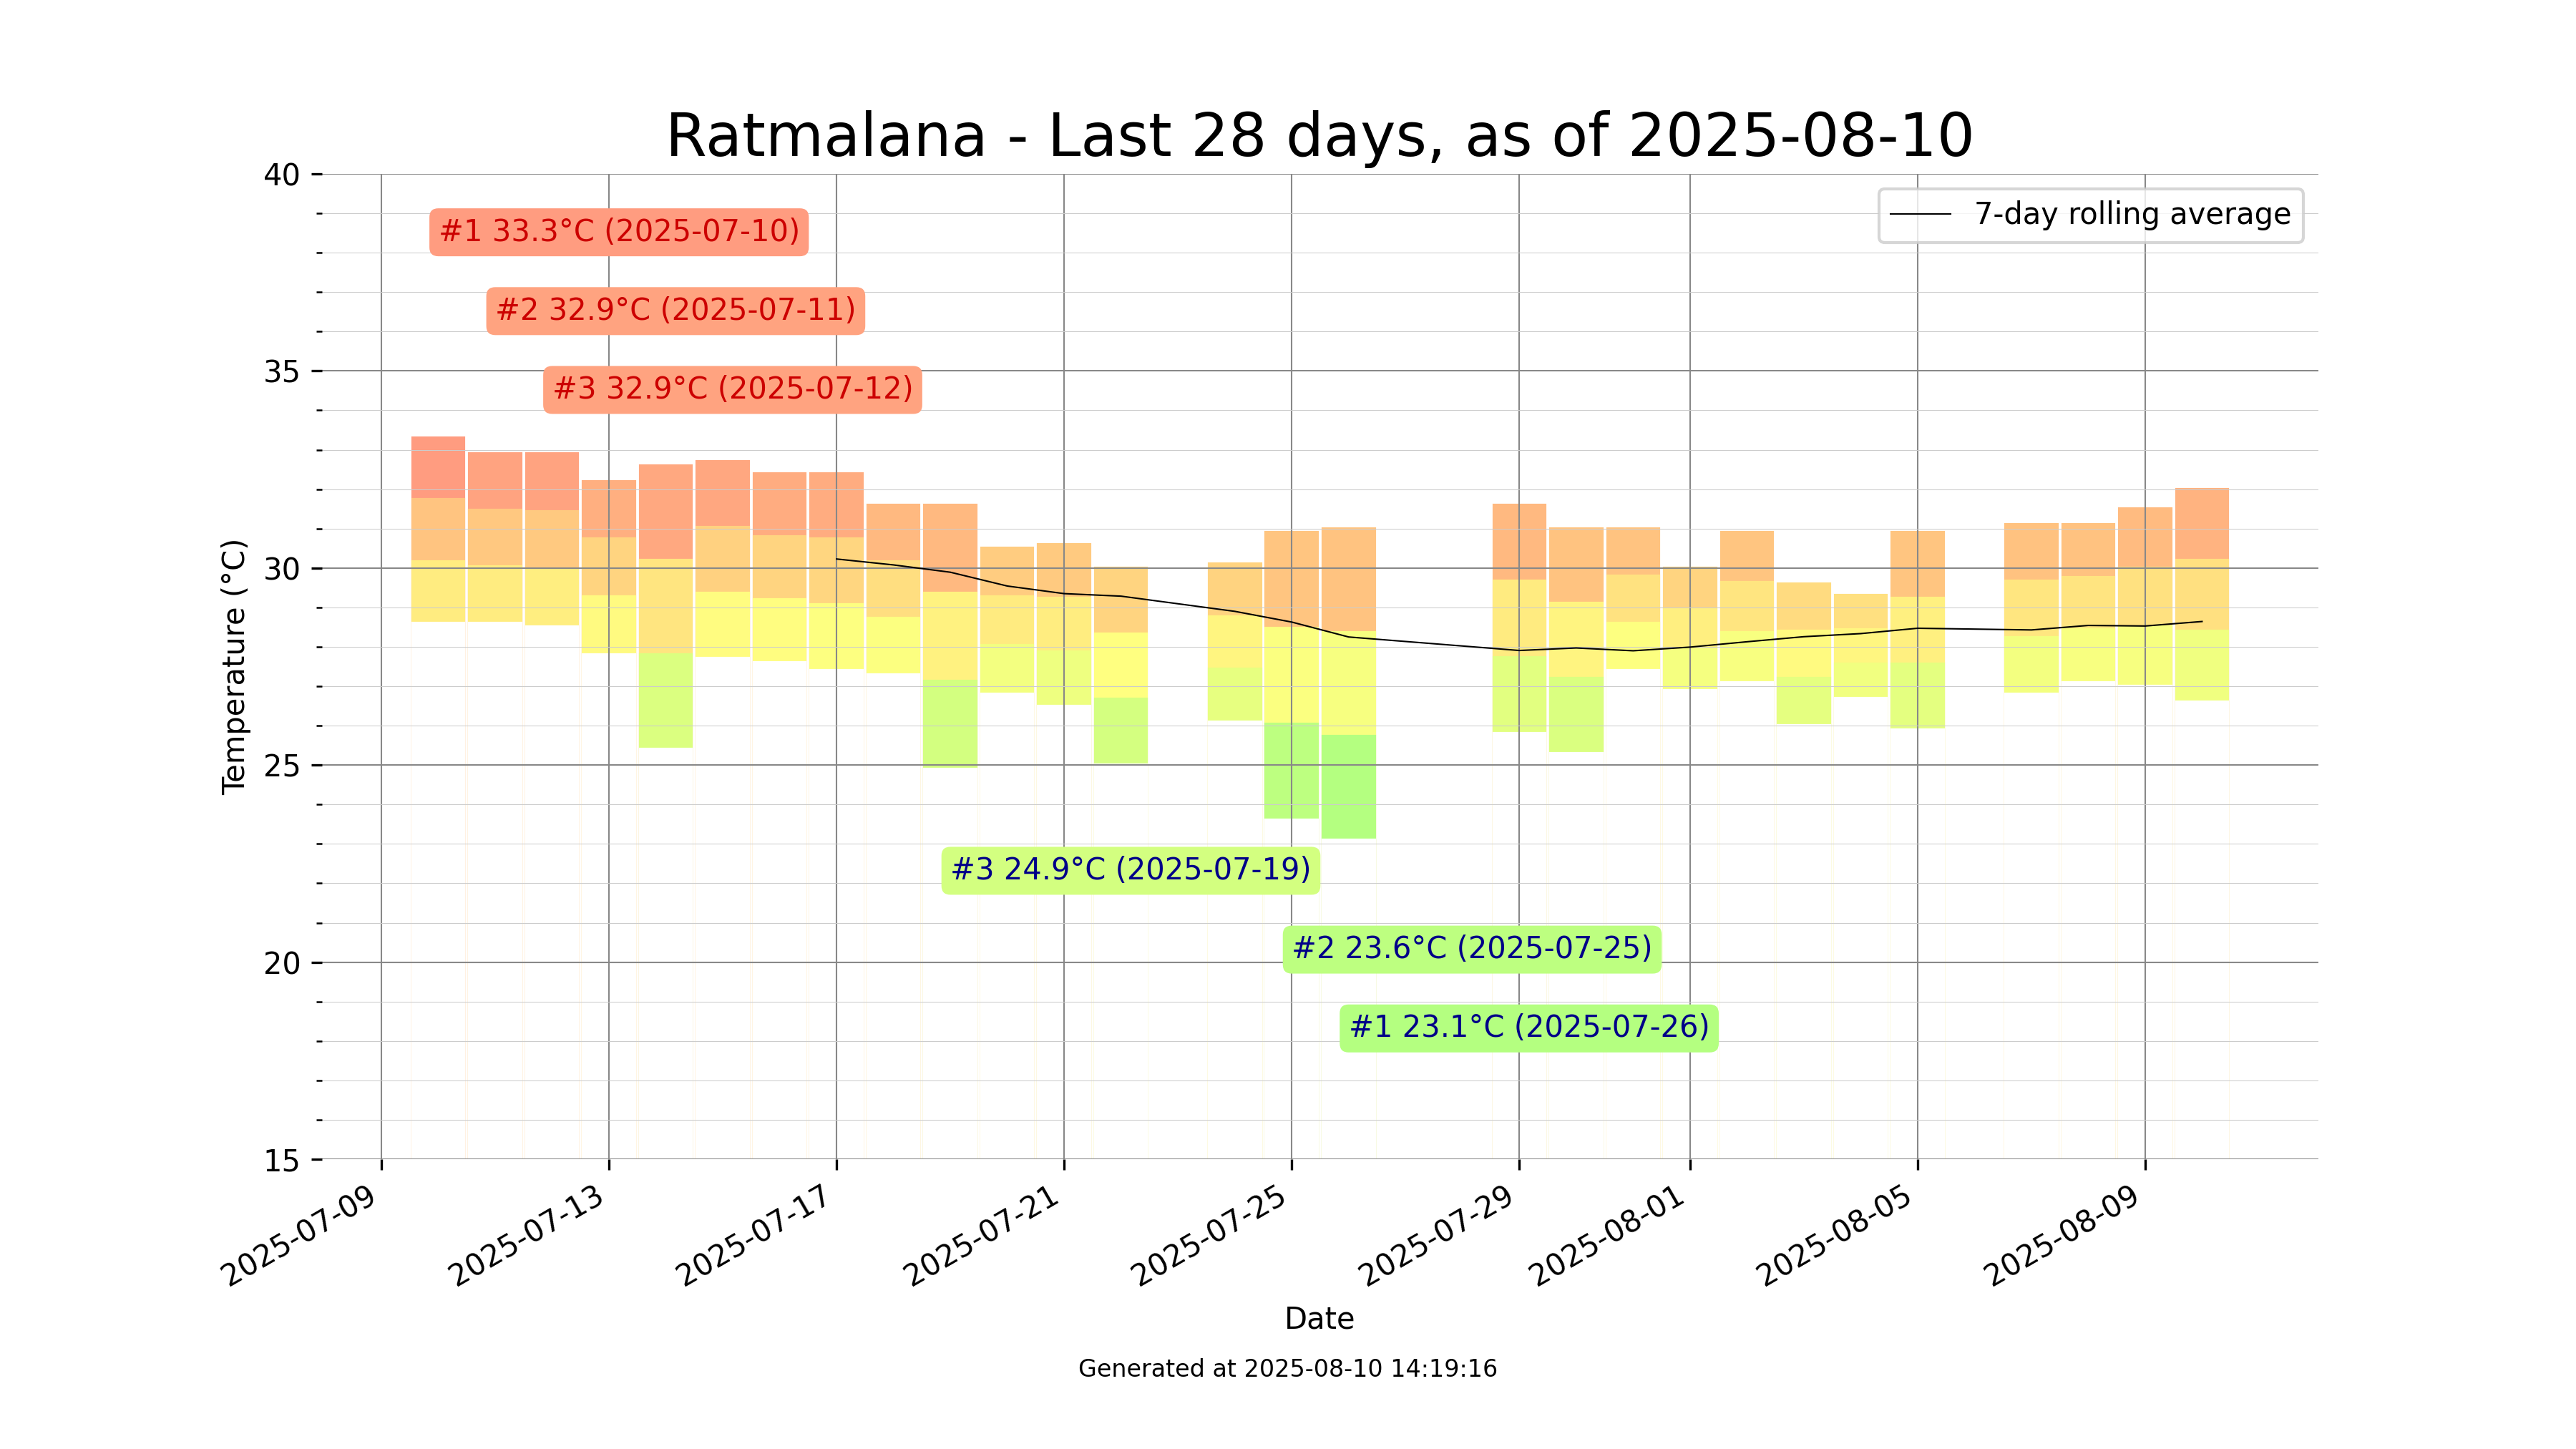 Ratmalana - Last 28 days, as of 2025-08-10
40
35
30
25
20
15
Temperature (°C)
7-day rolling average
#1 33.3°C (2025-07-10)
#2 32.9°C (2025-07-11)
#3 32.9°C (2025-07-12)
#3 24.9°C (2025-07-19)
#2 23.6°C (2025-07-25)
#1 23.1°C (2025-07-26)
2025-07-09
2025-07-13
2025-07-17
2025-07-21
2025-07-25
2025-07-29
2025-08-01
2025-08-05
2025-08-09
Date
Generated at 2025-08-10 14:19:16